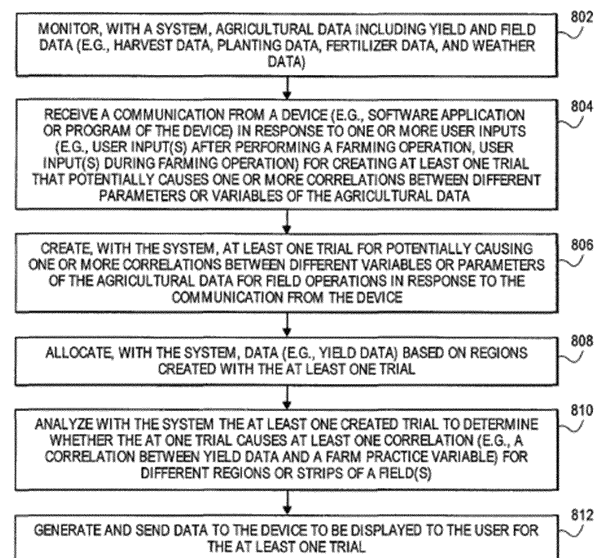 MONITOR, WITH A SYSTEM, AGRICULTURAL DATA INCLUDING YIELD AND FIELD
DATA (E.G., HARVEST DATA, PLANTING DATA, FERTILIZER DATA, AND WEATHER
DATA)
802
RECEIVE A COMMUNICATION FROM A DEVICE (E.G., SOFTWARE APPLICATION
OR PROGRAM OF THE DEVICE) IN RESPONSE TO ONE OR MORE USER INPUTS
(E.G., USER INPUT(S) AFTER PERFORMING A FARMING OPERATION, USER
INPUT(S) DURING FARMING OPERATION) FOR CREATING AT LEAST ONE TRIAL
THAT POTENTIALLY CAUSES ONE OR MORE CORRELATIONS BETWEEN DIFFERENT
PARAMETERS OR VARIABLES OF THE AGRICULTURAL DATA
804
CREATE, WITH THE SYSTEM, AT LEAST ONE TRIAL FOR POTENTIALLY CAUSING
ONE OR MORE CORRELATIONS BETWEEN DIFFERENT VARIABLES OR PARAMETERS
OF THE AGRICULTURAL DATA FOR FIELD OPERATIONS IN RESPONSE TO THE
COMMUNICATION FROM THE DEVICE
806
ALLOCATE, WITH THE SYSTEM, DATA (E.G., YIELD DATA) BASED ON REGIONS
CREATED WITH THE AT LEAST ONE TRIAL
808
ANALYZE WITH THE SYSTEM THE AT LEAST ONE CREATED TRIAL TO DETERMINE
WHETHER THE AT ONE TRIAL CAUSES AT LEAST ONE CORRELATION (E.G., A
CORRELATION BETWEEN YIELD DATA AND A FARM PRACTICE VARIABLE) FOR
DIFFERENT REGIONS OR STRIPS OF A FIELD(S)
810
GENERATE AND SEND DATA TO THE DEVICE TO BE DISPLAYED TO THE USER FOR
THE AT LEAST ONE TRIAL
812